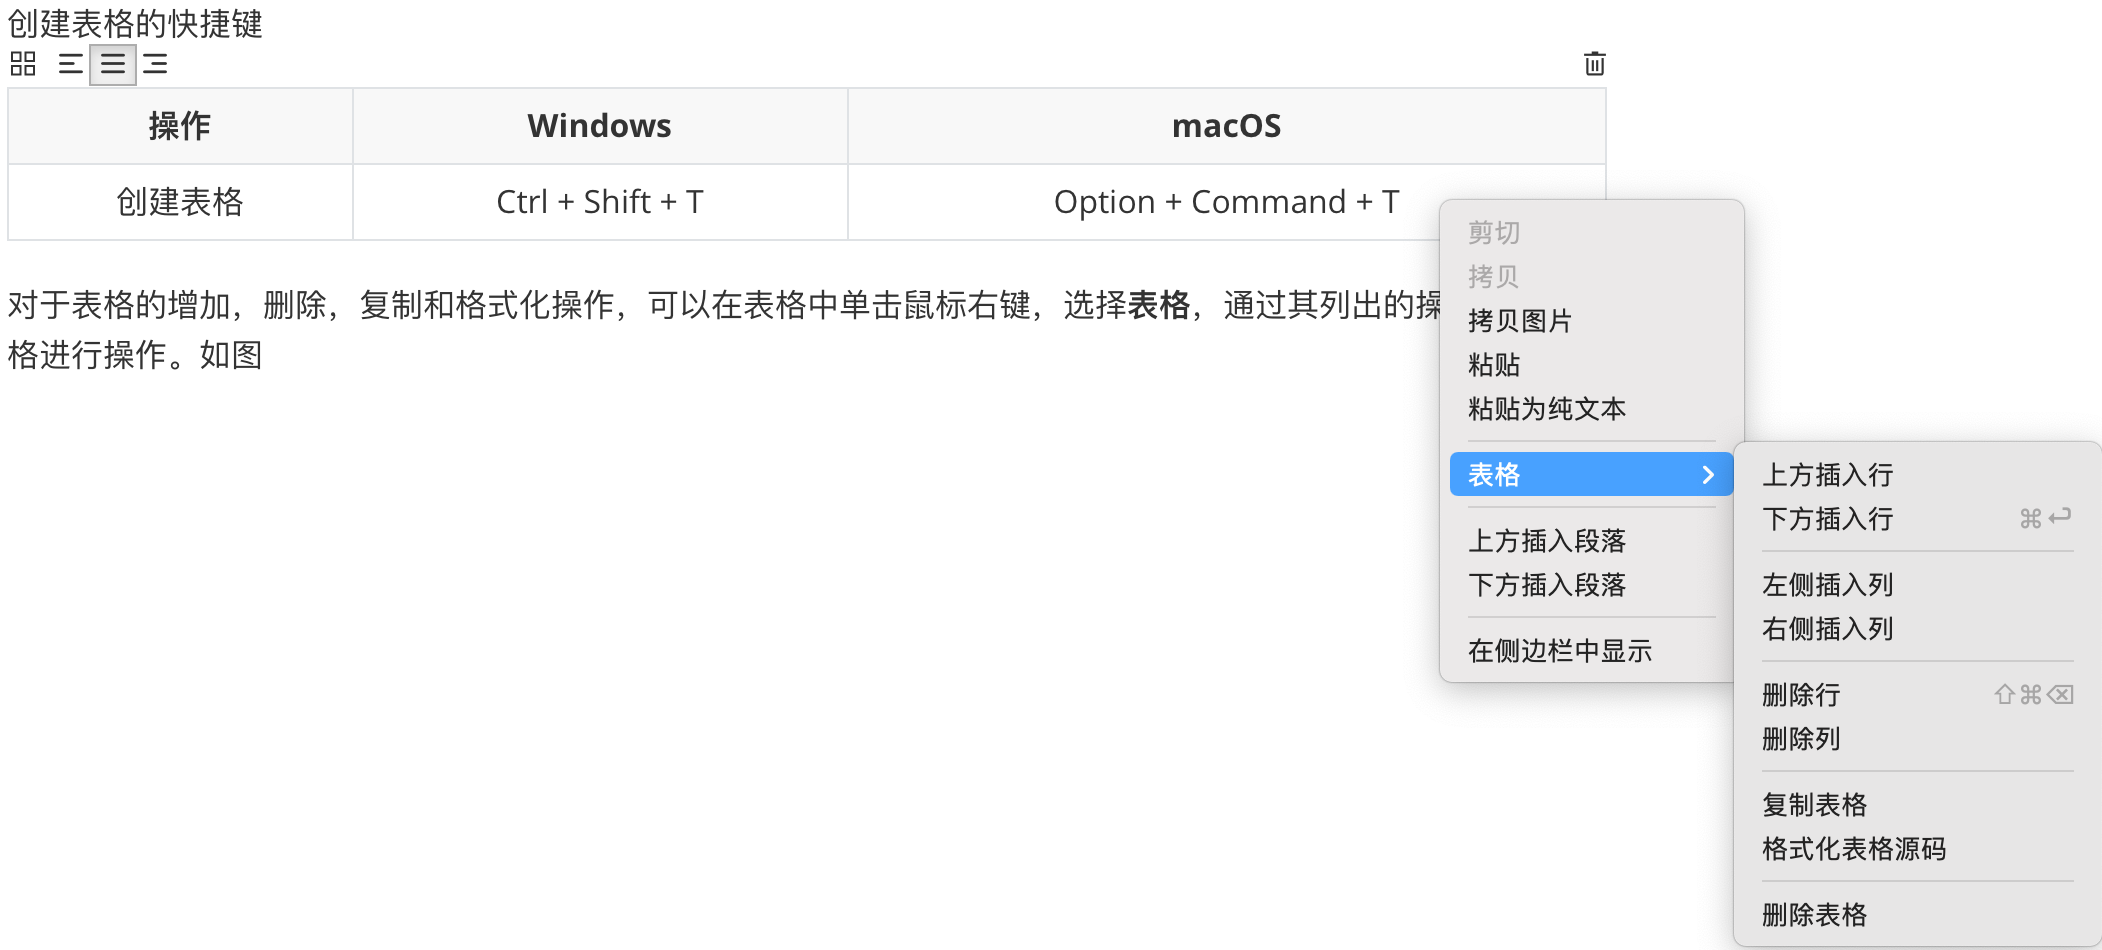 创建表格的快捷键
操作 Windows macOS
创建表格 Ctrl + Shift + T Option + Command + T
对于表格的增加，删除，复制和格式化操作，可以在表格中单击鼠标右键，选择表格，通过其列出的操
格进行操作。如图
剪切
拷贝
拷贝图片
粘贴
粘贴为纯文本
表格
上方插入段落
下方插入段落
在侧边栏中显示
上方插入行
下方插入行 ⌘↩
左侧插入列
右侧插入列
删除行 ⇧⌘⌫
删除列
复制表格
格式化表格源码
删除表格